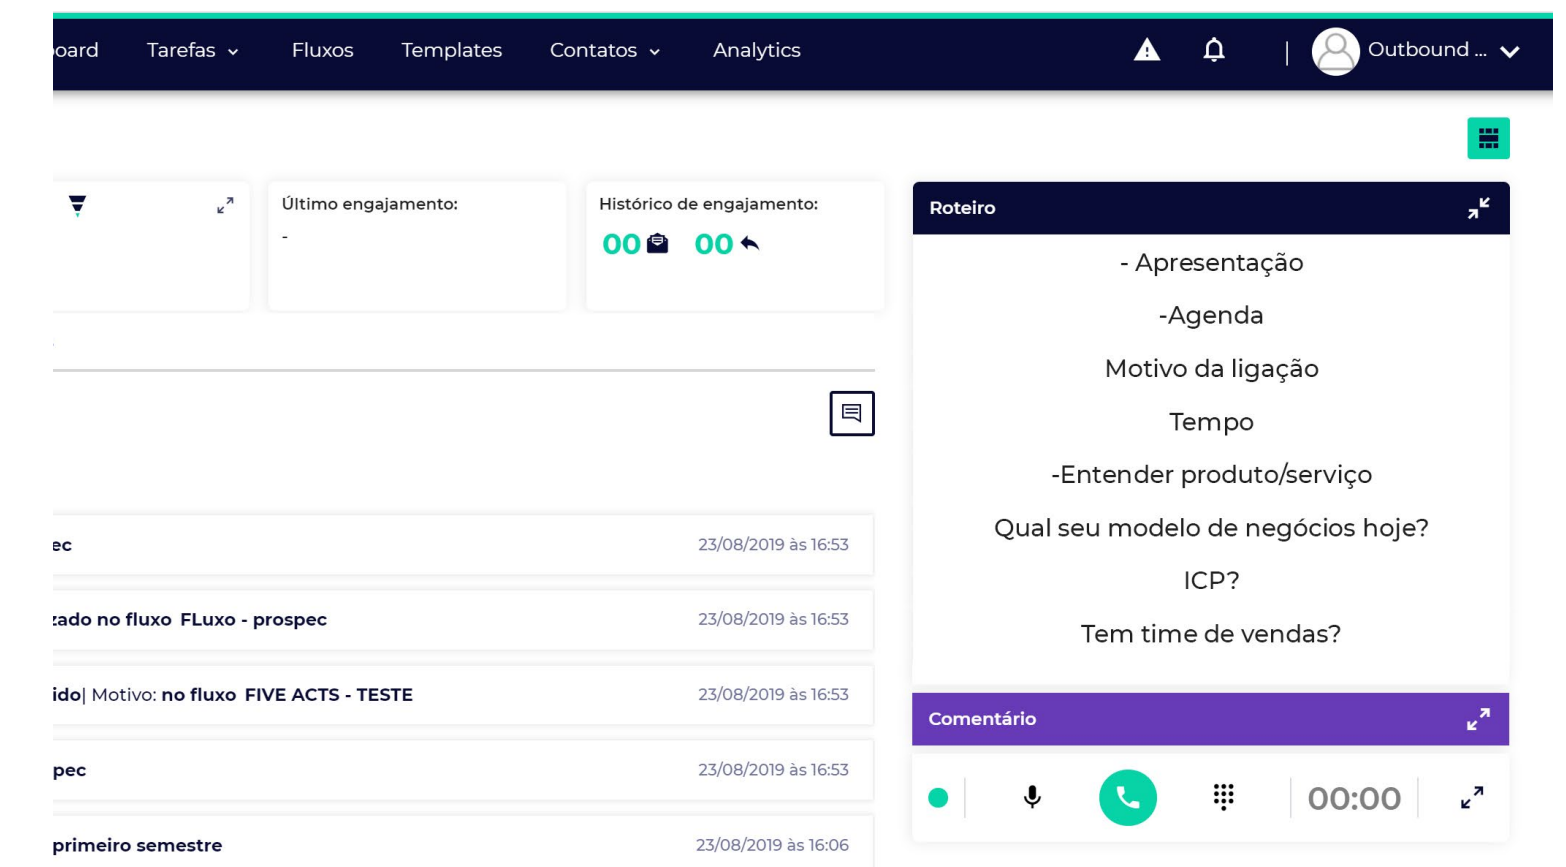 oard Tarefas Fluxos Templates Contatos Analytics | Outbound ...
Último engajamento:
-
Histórico de engajamento:
00 00
Roteiro
- Apresentação
-Agenda
Motivo da ligação
Tempo
-Entender produto/serviço
Qual seu modelo de negócios hoje?
ICP?
Tem time de vendas?
ec 23/08/2019 às 16:53
zado no fluxo FLuxo - prospec 23/08/2019 às 16:53
ido| Motivo: no fluxo FIVE ACTS - TESTE 23/08/2019 às 16:53
pec 23/08/2019 às 16:53
primeiro semestre 23/08/2019 às 16:06
Comentário
00:00